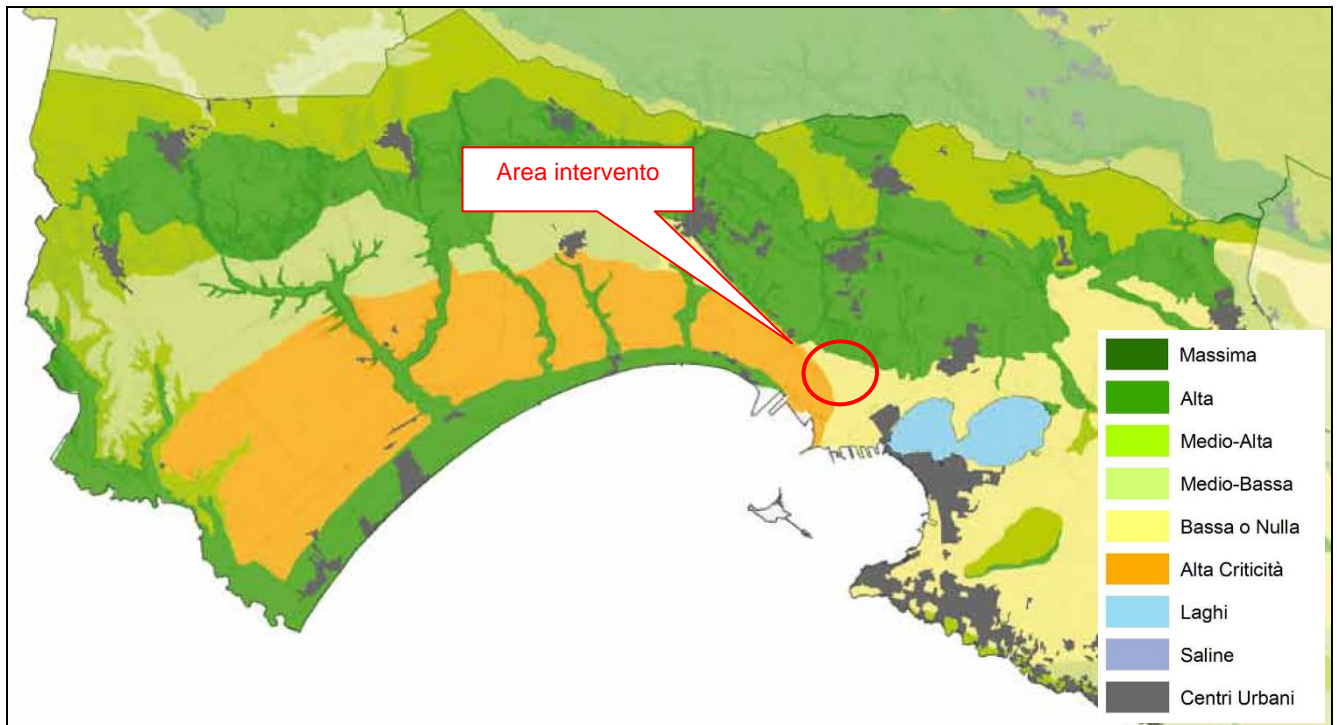 Area intervento
Massima
Alta
Medio-Alta
Medio-Bassa
Bassa o Nulla
Alta Criticità
Laghi
Saline
Centri Urbani